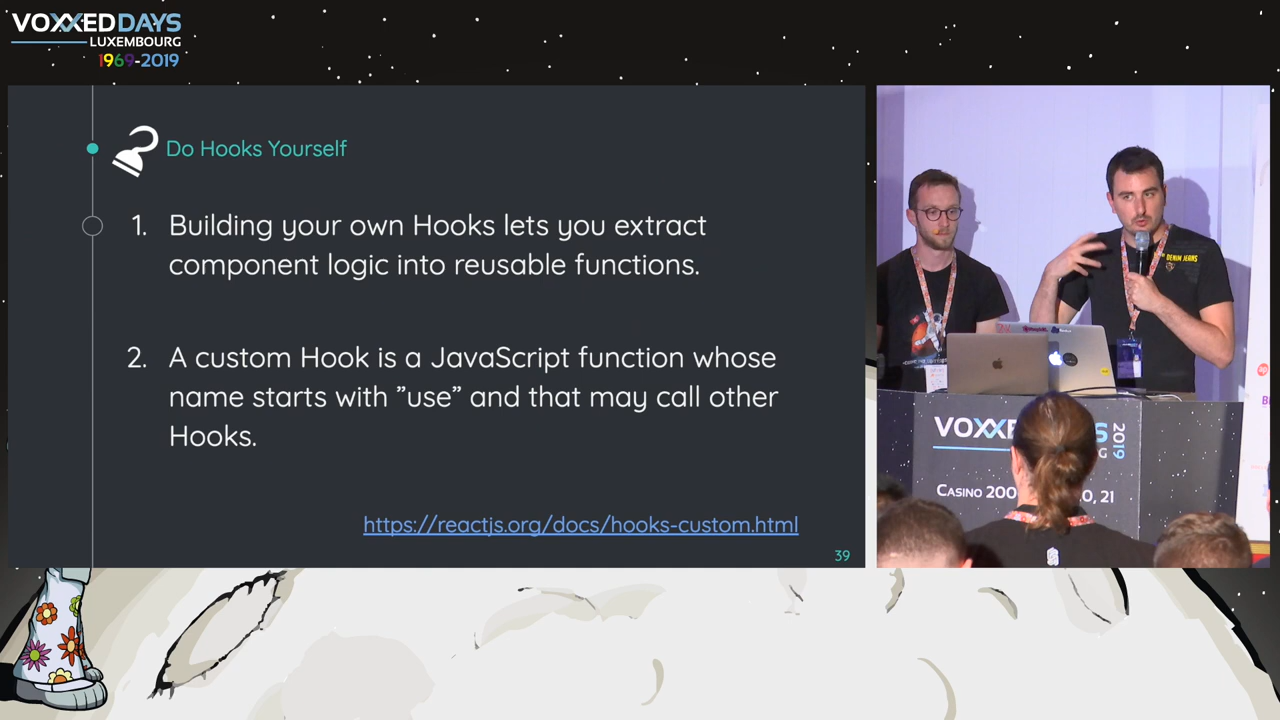 VOXXEDDAYS
LUXEMBOURG
1969-2019
Do Hooks Yourself
1. Building your own Hooks lets you extract
component logic into reusable functions.
2. A custom Hook is a JavaScript function whose
name starts with ”use” and that may call other
Hooks.
https://reactjs.org/docs/hooks-custom.html
39
DENIM JEANS
2019
CASINO 200
21